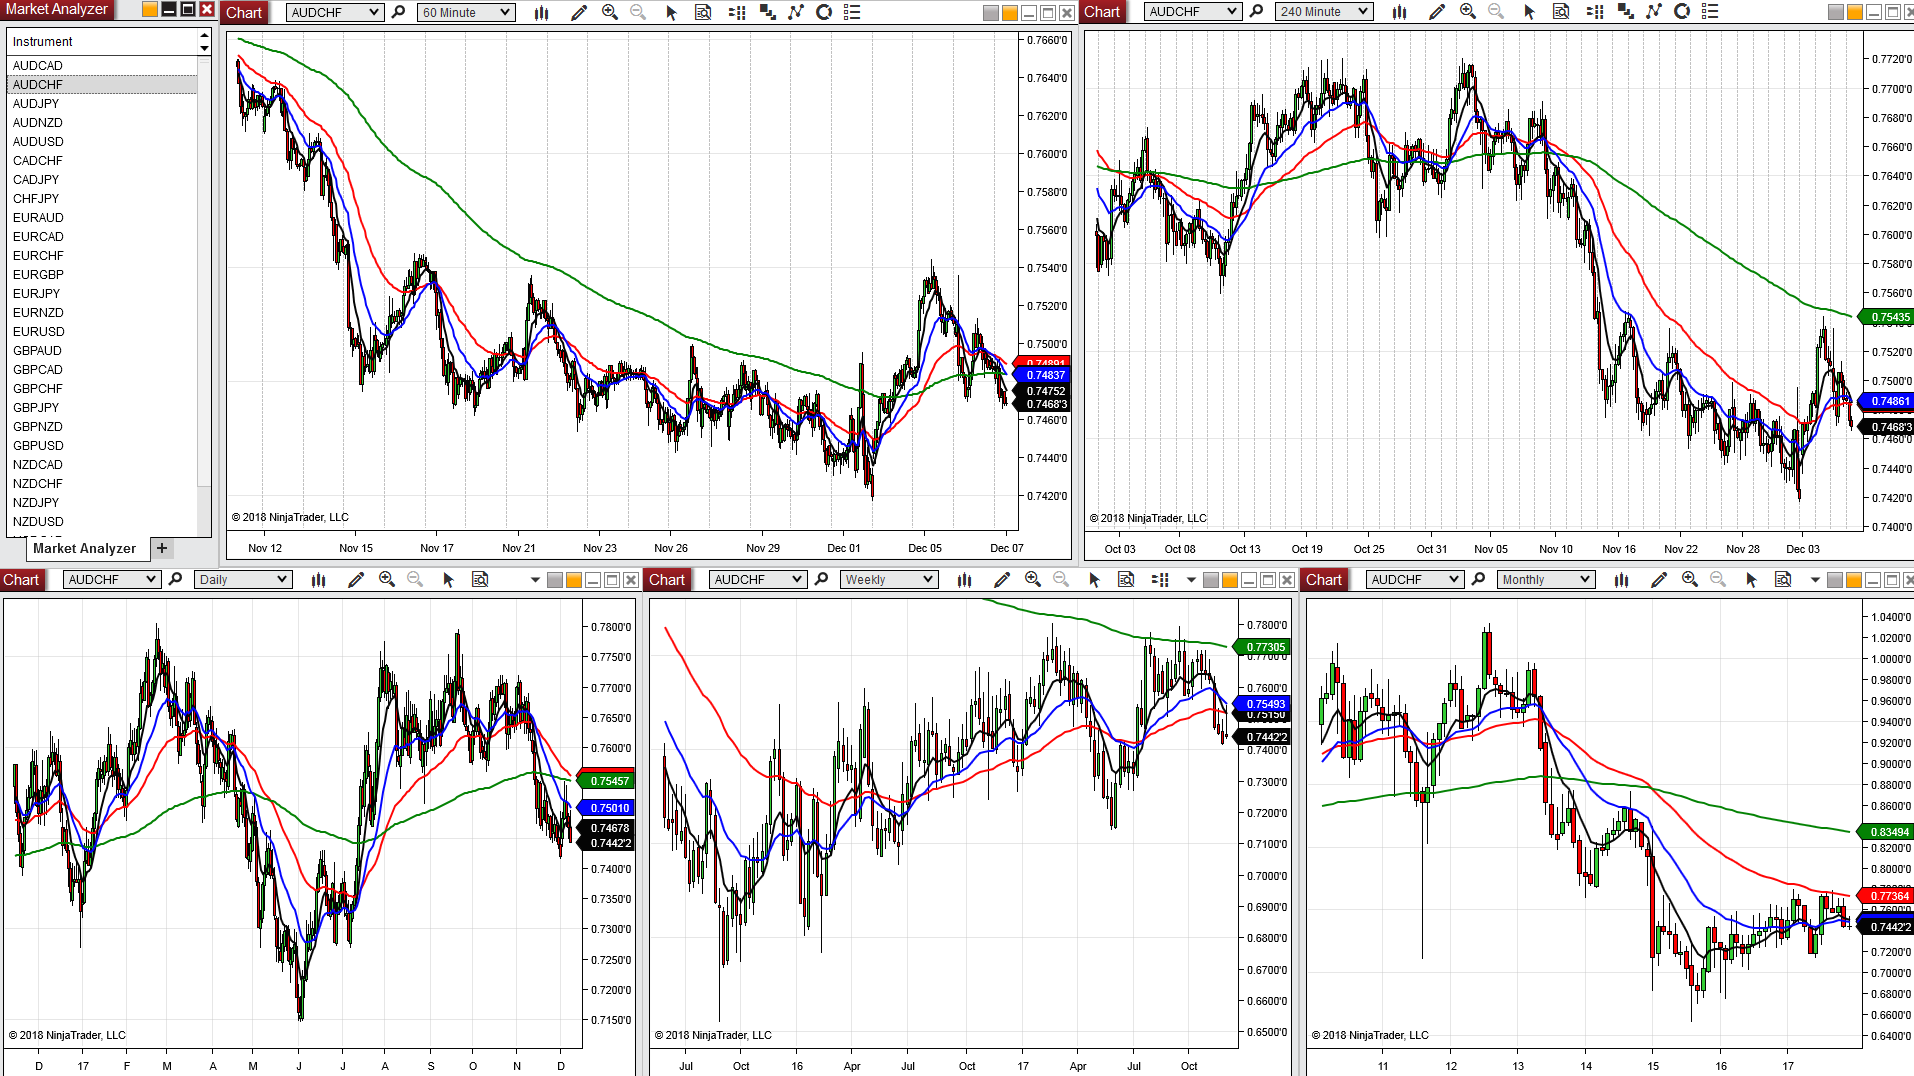 Market Analyzer
Instrument
AUDCAD
AUDCHF
AUDJPY
AUDNZD
AUDUSD
CADCHF
CADJPY
CHFJPY
EURAUD
EURCAD
EURCHF
EURGBP
EURJPY
EURNZD
EURUSD
GBPAUD
GBPCAD
GBPCHF
GBPJPY
GBPNZD
GBPUSD
NZDCAD
NZDCHF
NZDJPY
NZDUSD
Market Analyzer +
Chart AUDCHF 60 Minute
0.7660'0
0.7640'0
0.7620'0
0.7600'0
0.7580'0
0.7560'0
0.7540'0
0.7520'0
0.7500'0
0.74891
0.74837
0.74752
0.7468'3
0.7460'0
0.7440'0
0.7420'0
© 2018 NinjaTrader, LLC
Nov 12 Nov 15 Nov 17 Nov 21 Nov 23 Nov 26 Nov 29 Dec 01 Dec 05 Dec 07
Chart AUDCHF 240 Minute
0.7720'0
0.7700'0
0.7680'0
0.7660'0
0.7640'0
0.7620'0
0.7600'0
0.7580'0
0.7560'0
0.75435
0.7520'0
0.7500'0
0.74861
0.7468'3
0.7460'0
0.7440'0
0.7420'0
0.7400'0
© 2018 NinjaTrader, LLC
Oct 03 Oct 08 Oct 13 Oct 19 Oct 25 Oct 31 Nov 05 Nov 10 Nov 16 Nov 22 Nov 28 Dec 03
Chart AUDCHF Daily
0.7800'0
0.7750'0
0.7700'0
0.7650'0
0.7600'0
0.75457
0.75010
0.74678
0.7442'2
0.7400'0
0.7350'0
0.7300'0
0.7250'0
0.7200'0
0.7150'0
© 2018 NinjaTrader, LLC
D 17 F M A M J J A S O N D
Chart AUDCHF Weekly
0.7800'0
0.77305
0.7700'0
0.7600'0
0.75493
0.75150
0.7442'2
0.7400'0
0.7300'0
0.7200'0
0.7100'0
0.7000'0
0.6900'0
0.6800'0
0.6700'0
0.6600'0
0.6500'0
© 2018 NinjaTrader, LLC
Jul Oct 16 Apr Jul Oct 17 Apr Jul Oct
Chart AUDCHF Monthly
1.0400'0
1.0200'0
1.0000'0
0.9800'0
0.9600'0
0.9400'0
0.9200'0
0.9000'0
0.8800'0
0.8600'0
0.83494
0.8200'0
0.8000'0
0.77364
0.7600'0
0.7442'2
0.7200'0
0.7000'0
0.6800'0
0.6600'0
0.6400'0
© 2018 NinjaTrader, LLC
11 12 13 14 15 16 17